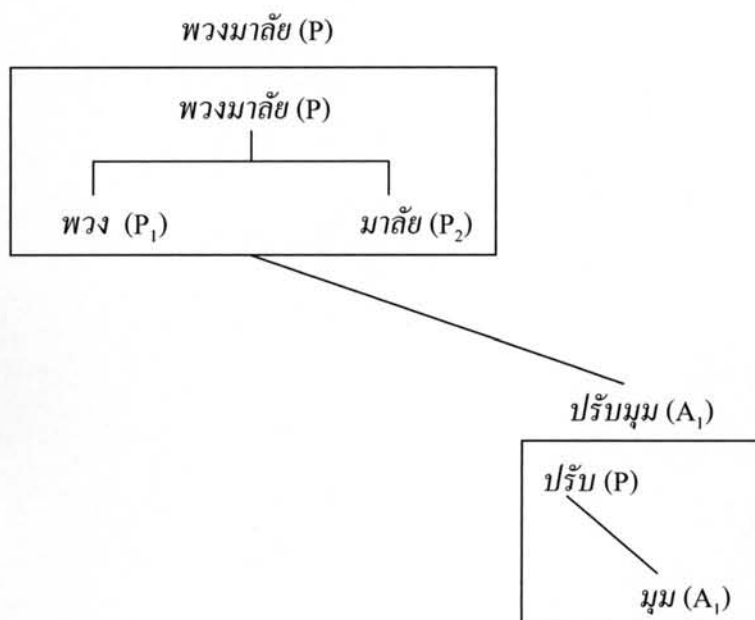 พวงมาลัย (P)
พวงมาลัย (P)
พวง (P₁) มาลัย (P₂)
ปรับมุม (A₁)
ปรับ (P)
มุม (A₁)